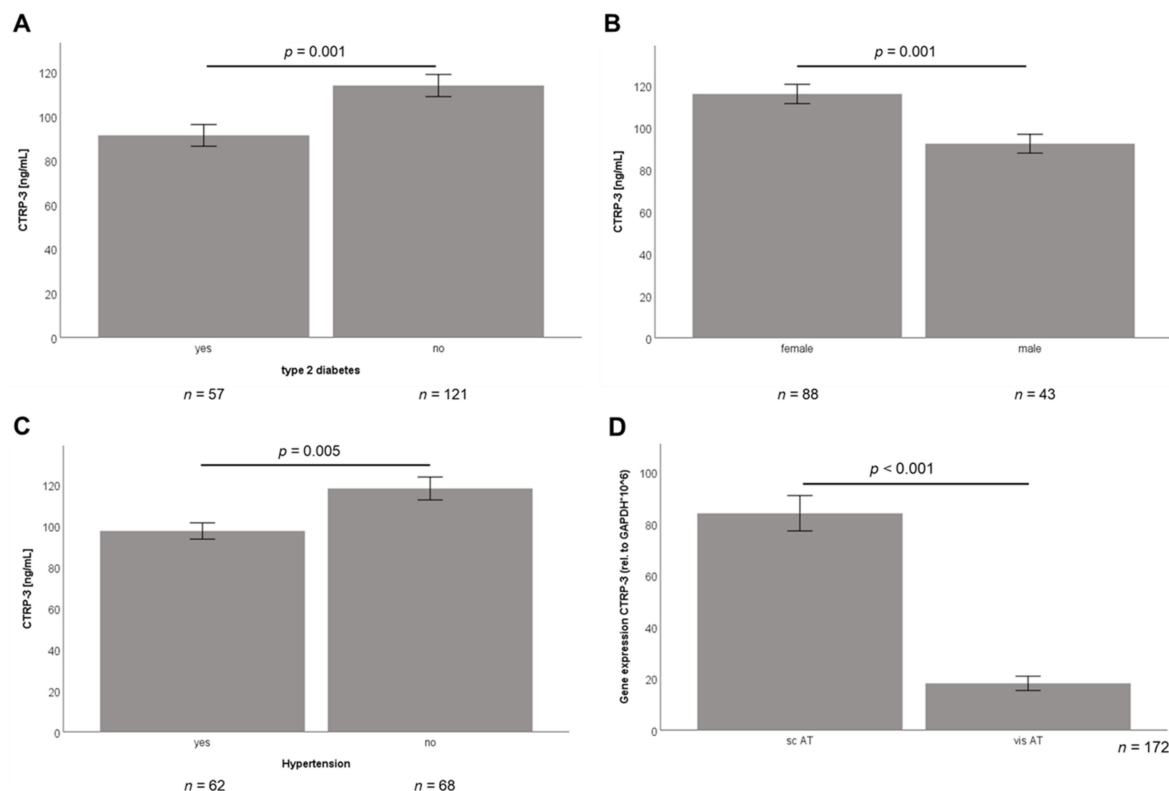 A
p = 0.001
CTRP-3 [ng/mL]
120
100
80
60
40
20
0
yes
no
type 2 diabetes
n = 57
n = 121
B
p = 0.001
CTRP-3 [ng/mL]
120
100
80
60
40
20
0
female
male
n = 88
n = 43
C
p = 0.005
CTRP-3 [ng/mL]
120
100
80
60
40
20
0
yes
no
Hypertension
n = 62
n = 68
D
p < 0.001
Gene expression CTRP-3 (rel. to GAPDH*10^6)
100
80
60
40
20
0
sc AT
vis AT
n = 172